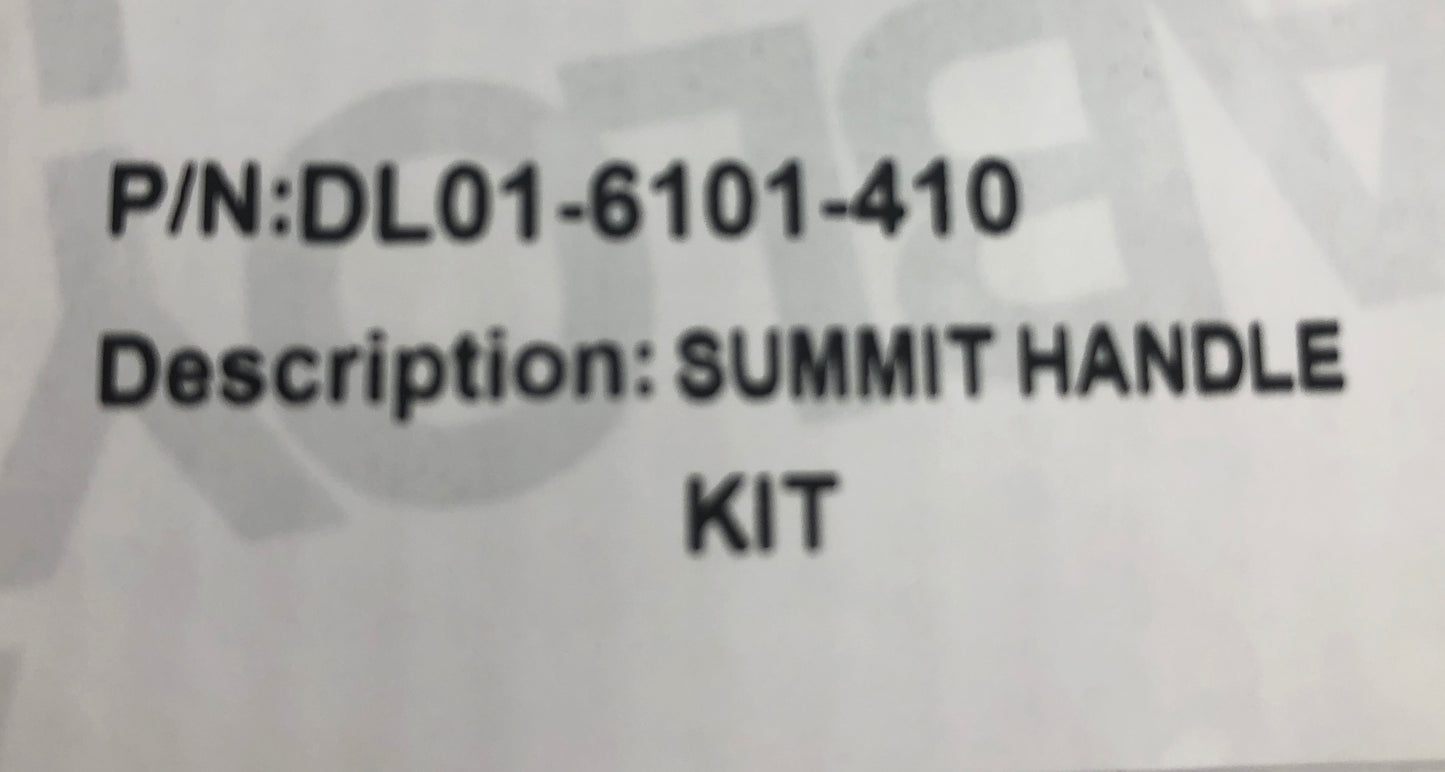 P/N:DL01-6101-410
Description: SUMMIT HANDLE
KIT